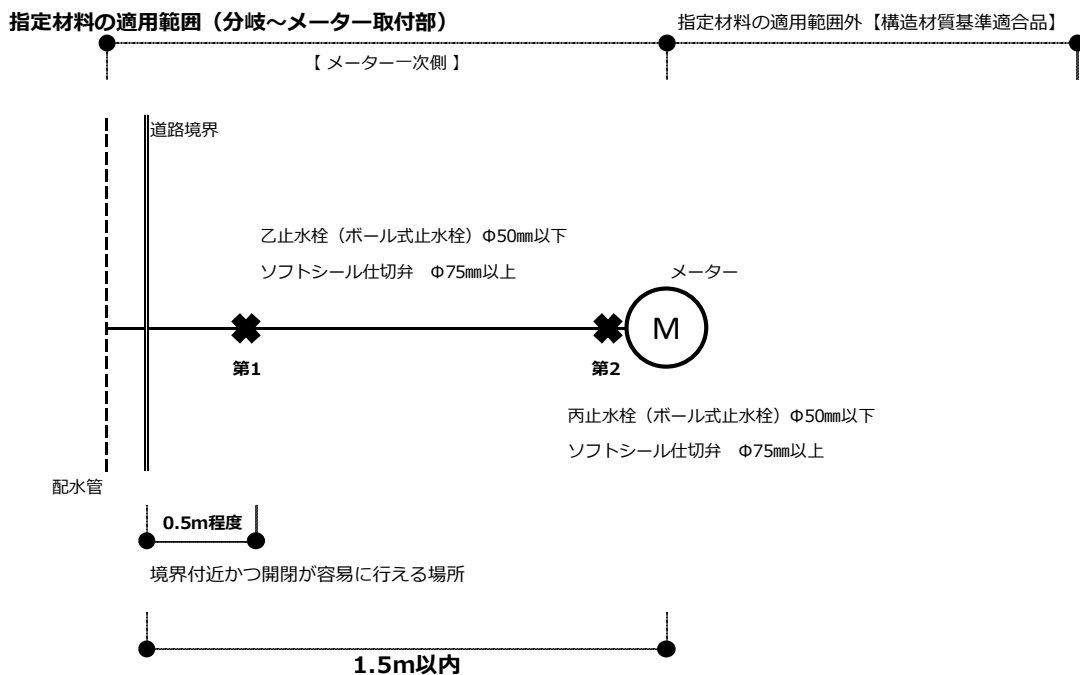 指定材料の適用範囲（分岐～メーター取付部）
指定材料の適用範囲外【構造材質基準適合品】
【 メーター一次側 】
道路境界
乙止水栓（ボール式止水栓）Φ50㎜以下
ソフトシール仕切弁　Φ75㎜以上
メーター
M
第1
第2
丙止水栓（ボール式止水栓）Φ50㎜以下
ソフトシール仕切弁　Φ75㎜以上
配水管
0.5m程度
境界付近かつ開閉が容易に行える場所
1.5m以内